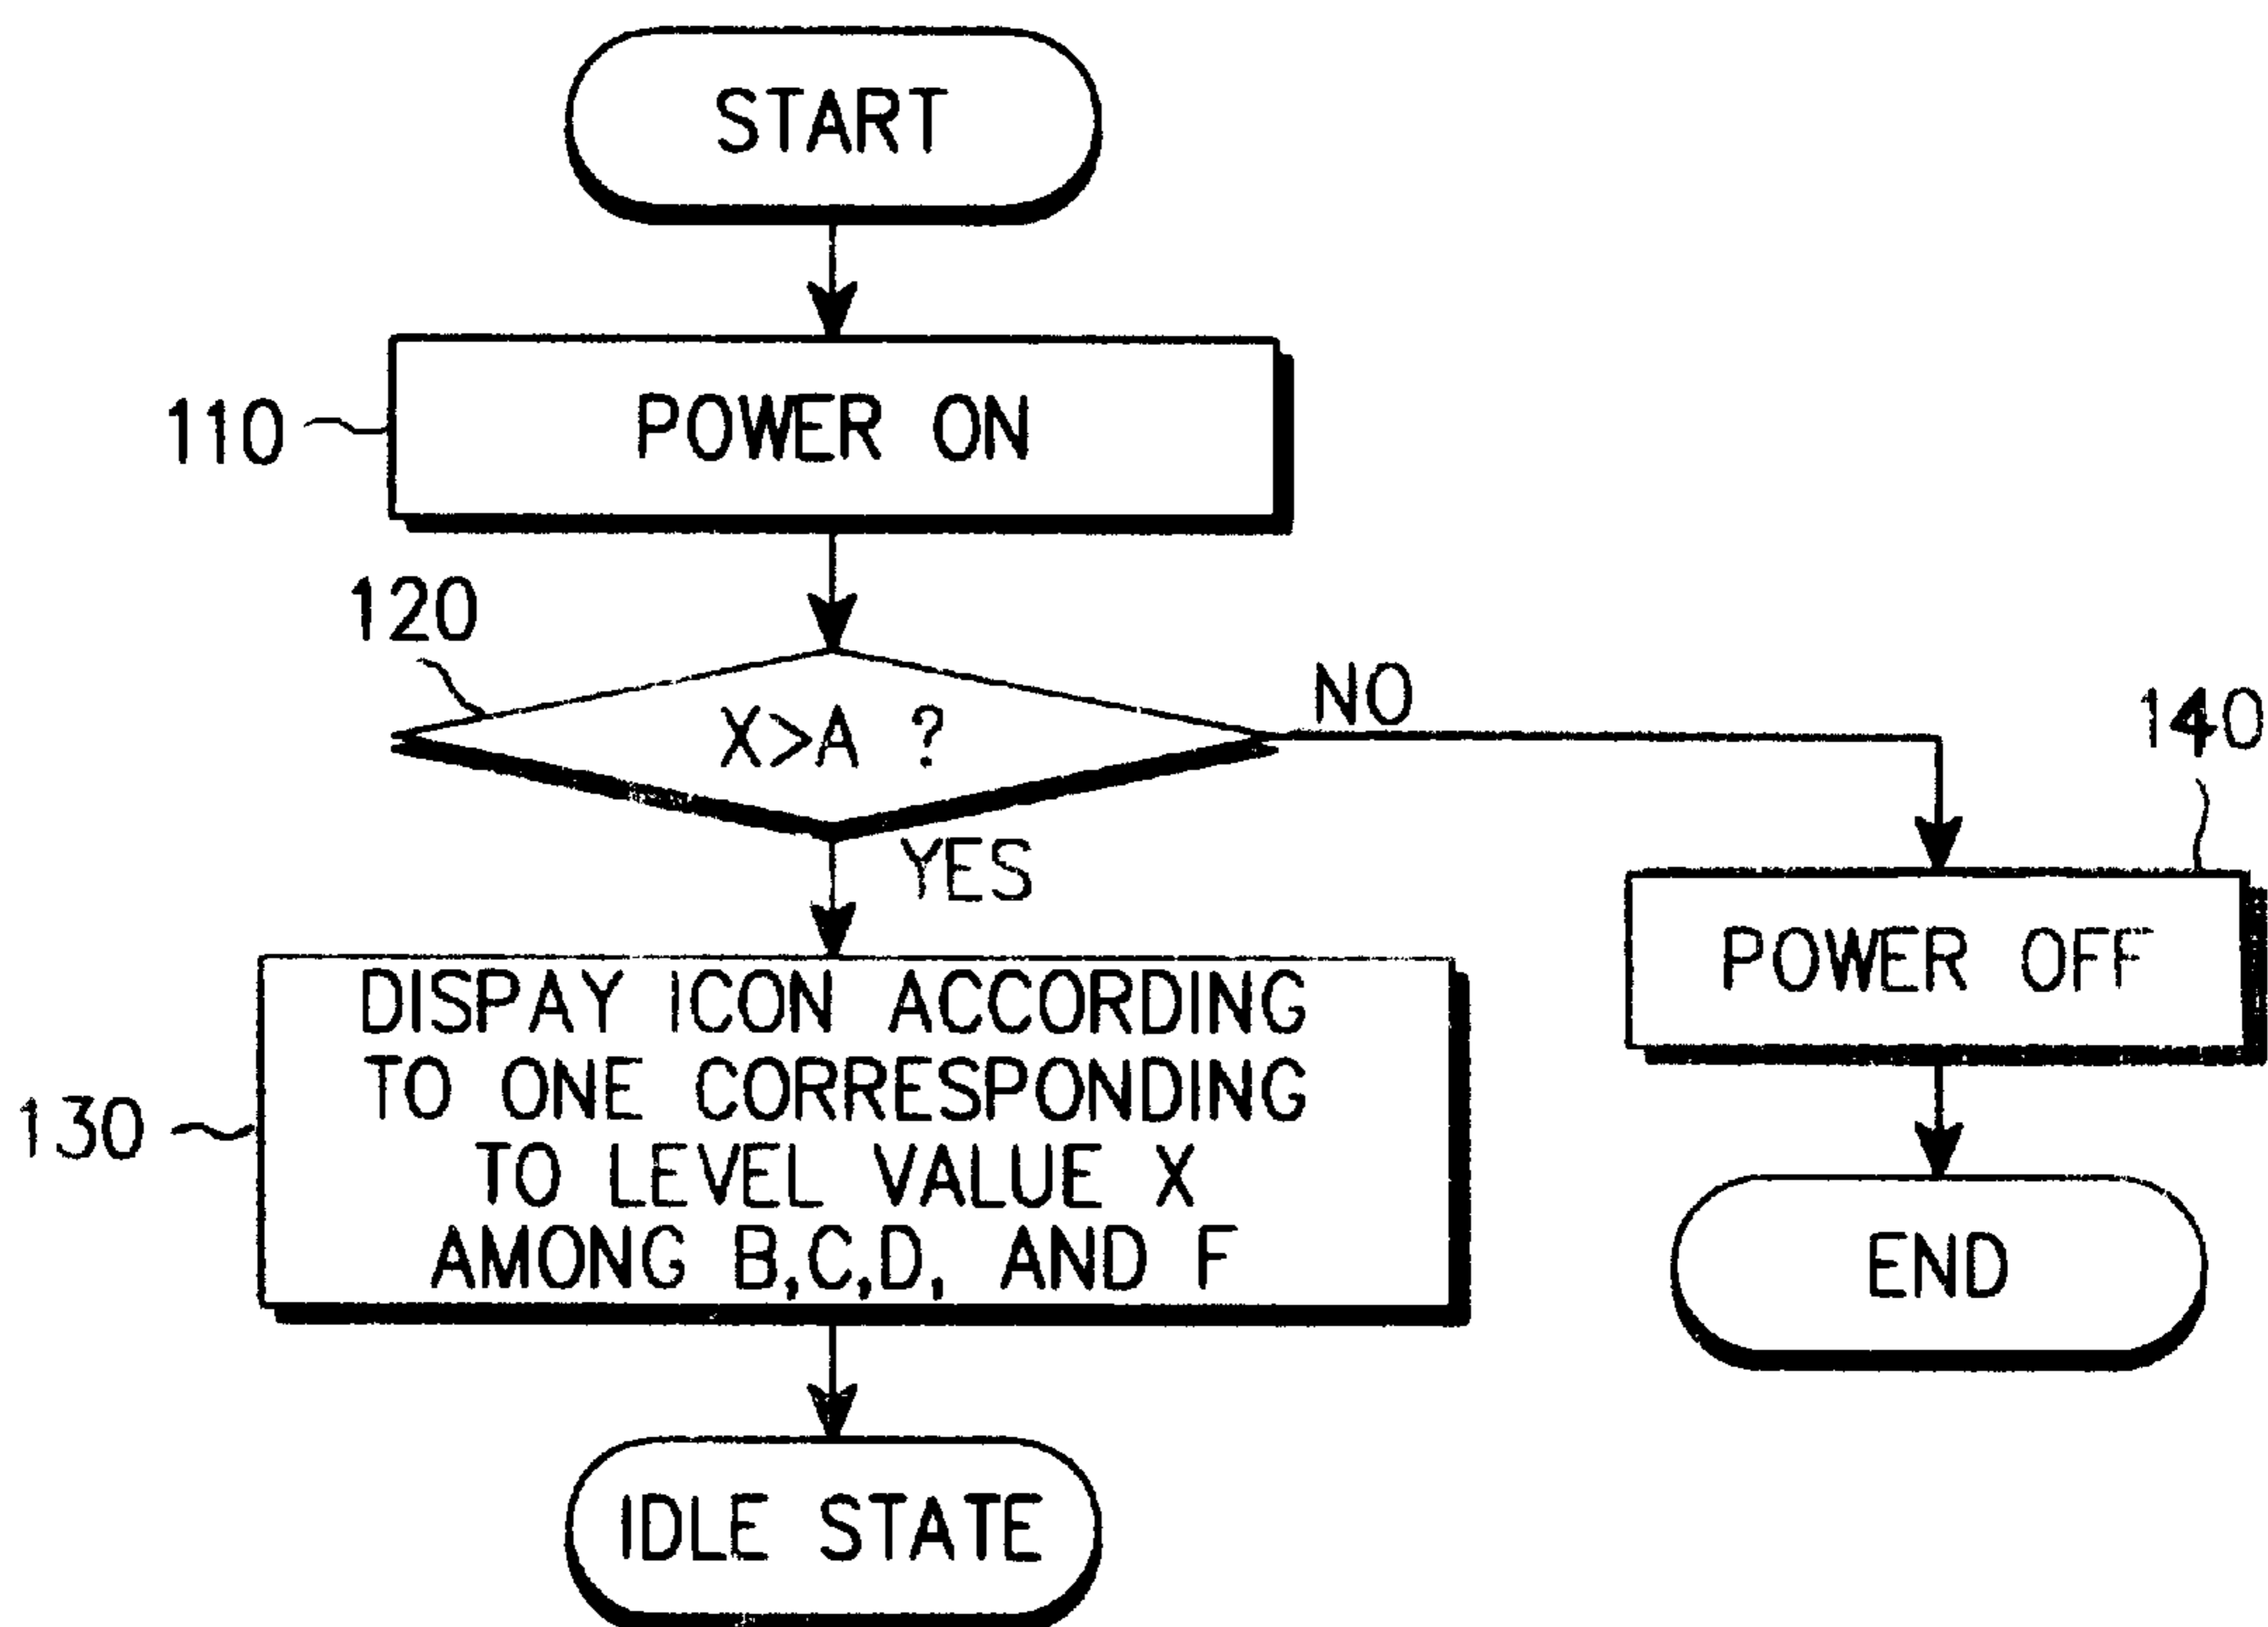 START
110
POWER ON
120
X>A ?
NO
140
YES
POWER OFF
130
DISPAY ICON ACCORDING
TO ONE CORRESPONDING
TO LEVEL VALUE X
AMONG B,C,D, AND F
END
IDLE STATE